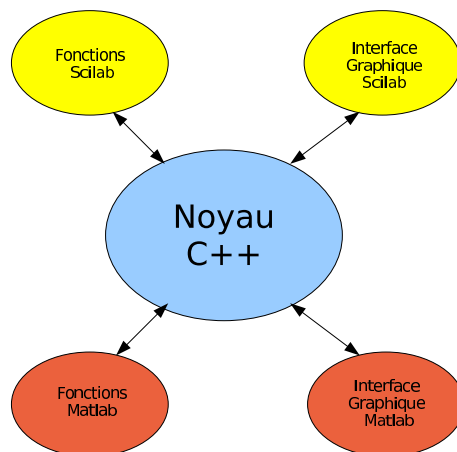 Fonctions
Scilab
Interface
Graphique
Scilab
Noyau
C++
Fonctions
Matlab
Interface
Graphique
Matlab